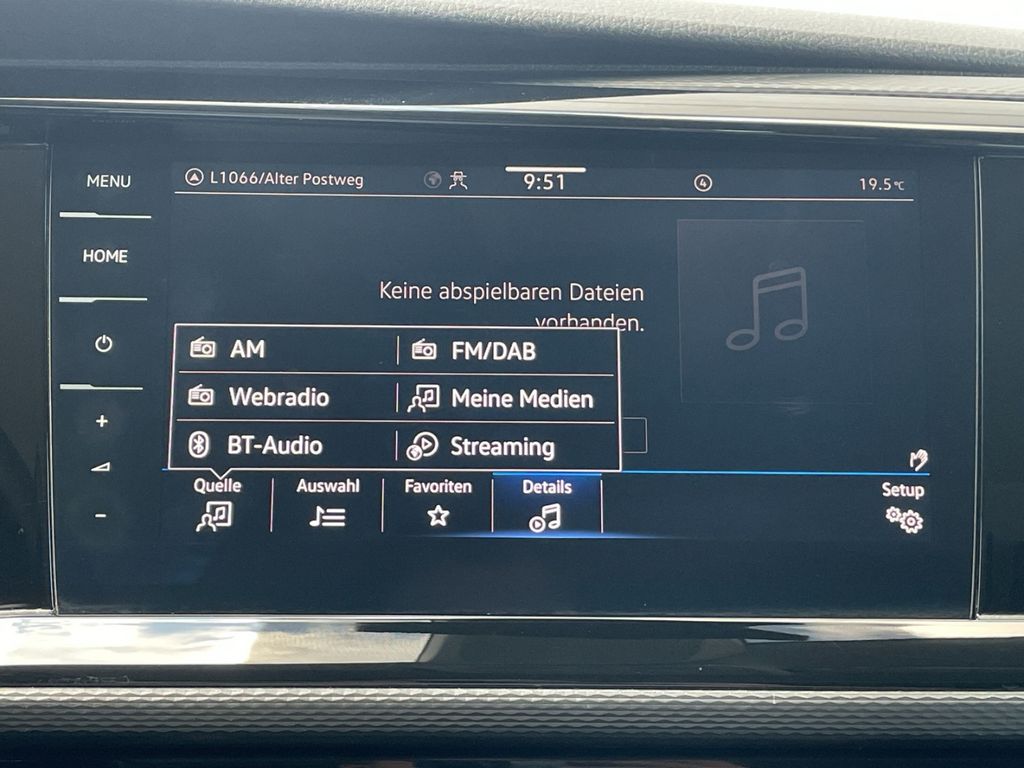 MENU
L1066/Alter Postweg
9:51
4
19.5°C
HOME
Keine abspielbaren Dateien
vorhanden.
AM
FM/DAB
Webradio
Meine Medien
BT-Audio
Streaming
Quelle
Auswahl
Favoriten
Details
Setup
+
-